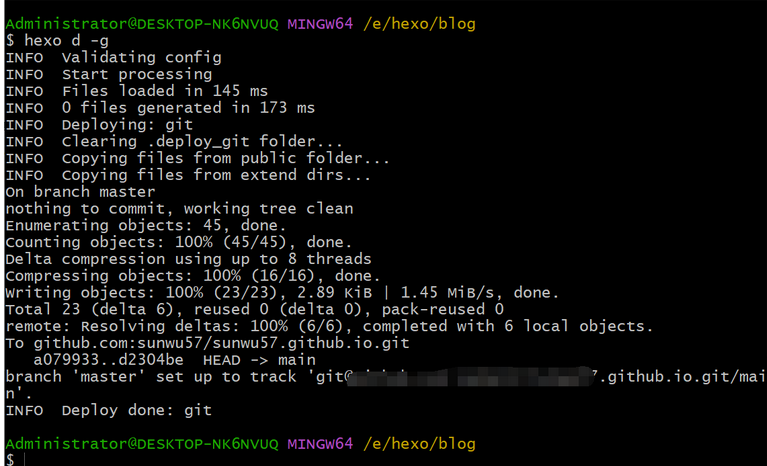 Administrator@DESKTOP-NK6NVUQ MINGW64 /e/hexo/blog
$ hexo d -g
INFO  Validating config
INFO  Start processing
INFO  Files loaded in 145 ms
INFO  0 files generated in 173 ms
INFO  Deploying: git
INFO  Clearing .deploy_git folder...
INFO  Copying files from public folder...
INFO  Copying files from extend dirs...
On branch master
nothing to commit, working tree clean
Enumerating objects: 45, done.
Counting objects: 100% (45/45), done.
Delta compression using up to 8 threads
Compressing objects: 100% (16/16), done.
Writing objects: 100% (23/23), 2.89 KiB | 1.45 MiB/s, done.
Total 23 (delta 6), reused 0 (delta 0), pack-reused 0
remote: Resolving deltas: 100% (6/6), completed with 6 local objects.
To github.com:sunwu57/sunwu57.github.io.git
   a079933..d2304be  HEAD -> main
branch 'master' set up to track 'git@ 7.github.io.git/mai
n'.
INFO  Deploy done: git
Administrator@DESKTOP-NK6NVUQ MINGW64 /e/hexo/blog
$